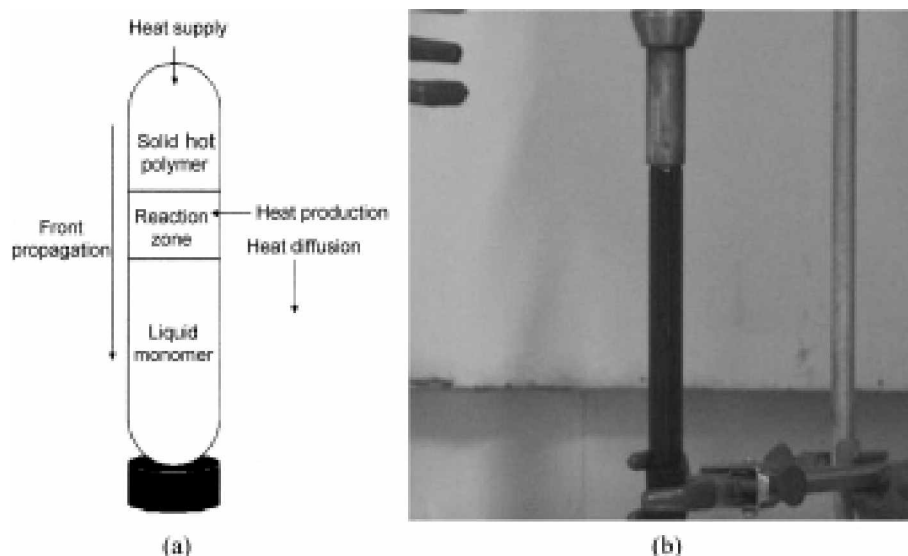 Heat supply
Solid hot
polymer
Reaction
zone
Heat production
Front
propagation
Heat diffusion
Liquid
monomer
(a)
(b)